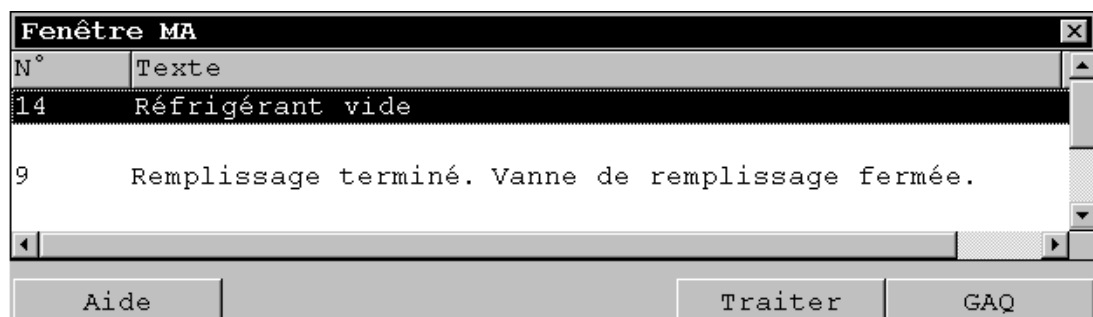 Fenêtre MA
N° Texte
14 Réfrigérant vide
9 Remplissage terminé. Vanne de remplissage fermée.
Aide Traiter GAQ